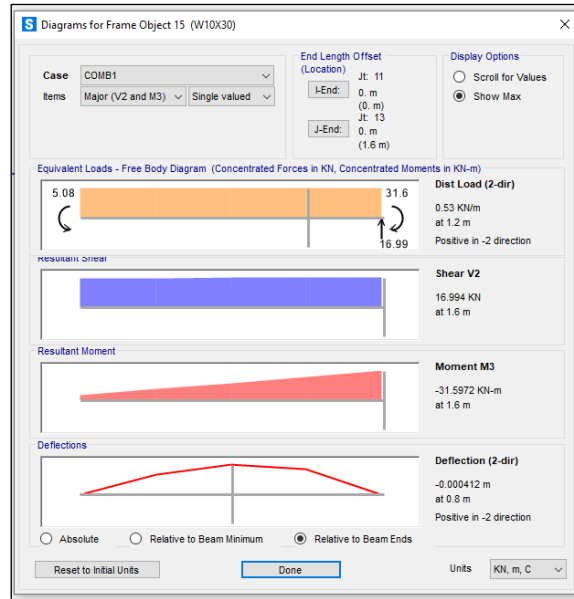 S Diagrams for Frame Object 15 (W10X30)
Case COMB1
Items Major (V2 and M3) Single valued
End Length Offset
(Location)
Jt: 11
I-End: 0. m
(0. m)
Jt: 13
J-End: 0. m
(1.6 m)
Display Options
Scroll for Values
Show Max
Equivalent Loads - Free Body Diagram (Concentrated Forces in KN, Concentrated Moments in KN-m)
5.08 31.6
16.99
Dist Load (2-dir)
0.53 KN/m
at 1.2 m
Positive in -2 direction
Resultant Shear
Shear V2
16.994 KN
at 1.6 m
Resultant Moment
Moment M3
-31.5972 KN-m
at 1.6 m
Deflections
Deflection (2-dir)
-0.000412 m
at 0.8 m
Positive in -2 direction
Absolute Relative to Beam Minimum Relative to Beam Ends
Reset to Initial Units Done Units KN, m, C